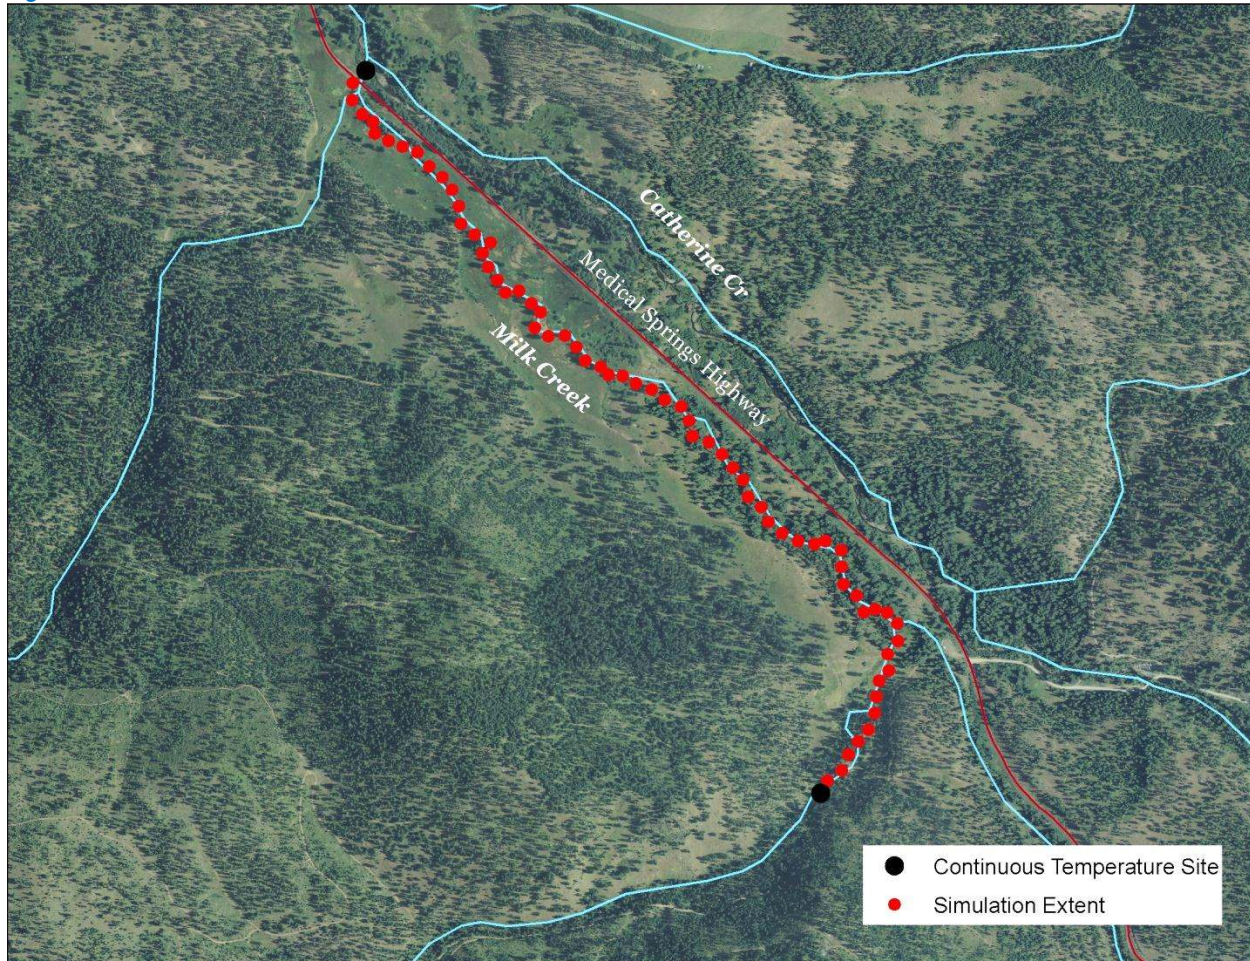 Catherine Cr
Medical Springs Highway
Milk Creek
Continuous Temperature Site
Simulation Extent